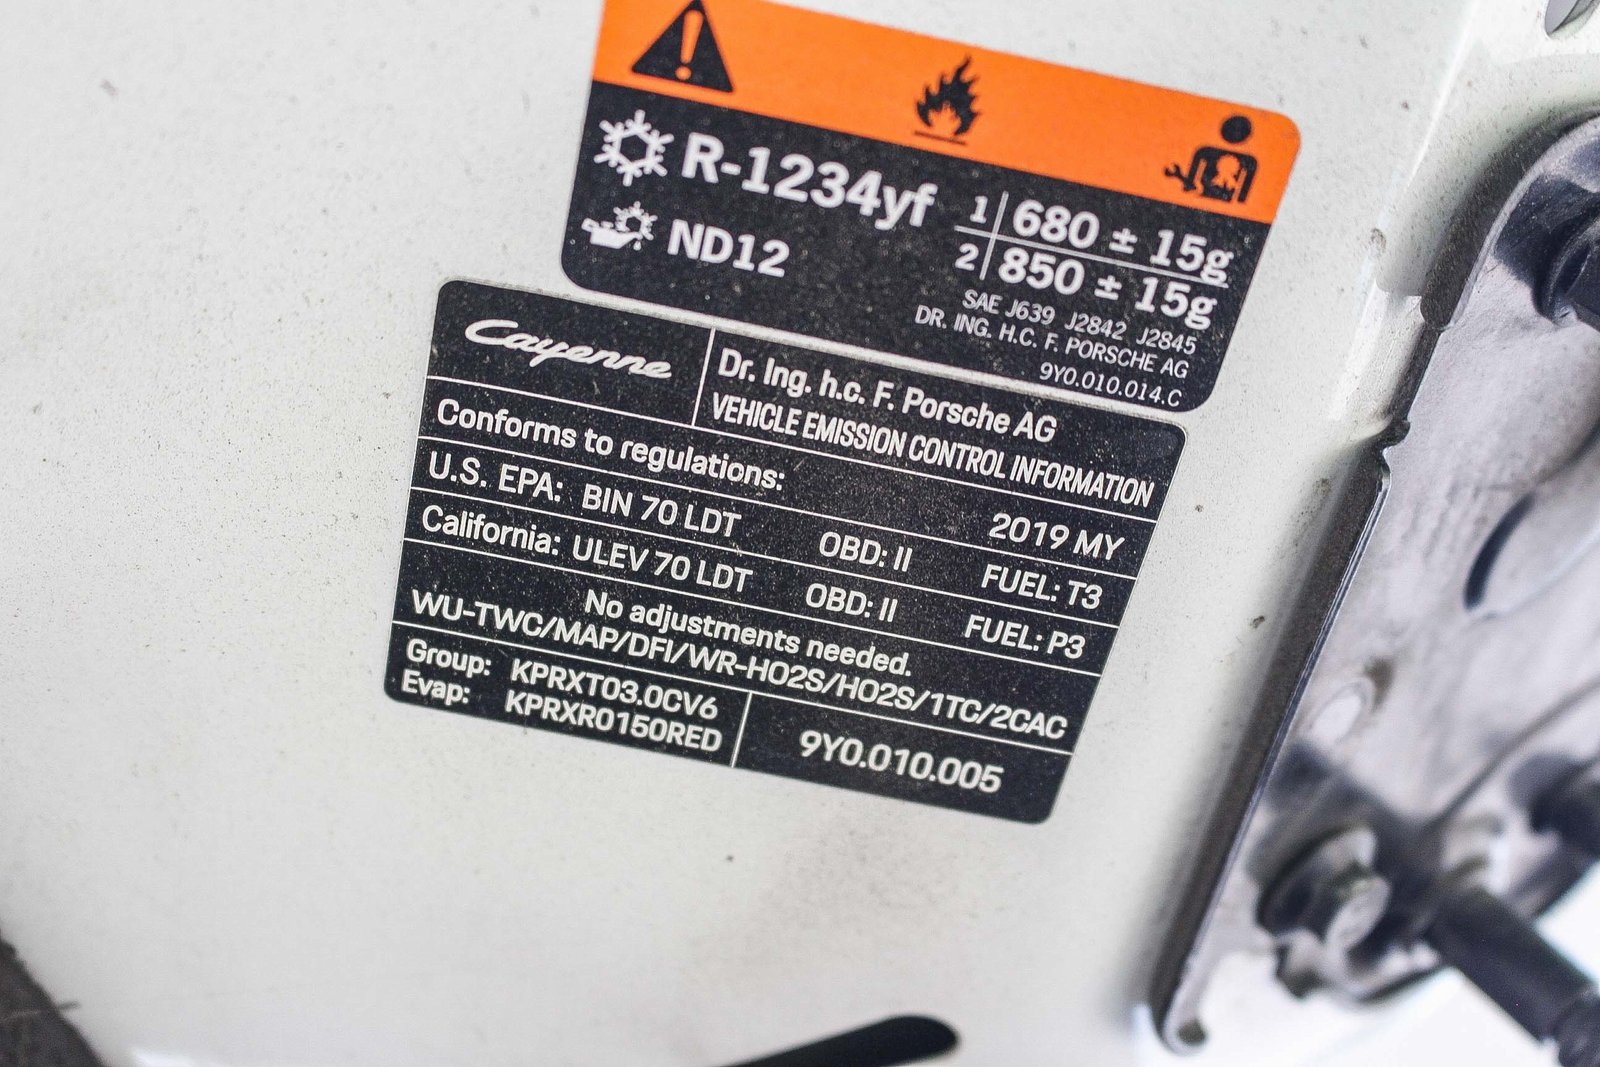 R-1234yf
1 680 ± 15g
ND12
2 850 ± 15g
SAE J639 J2842 J2845
DR. ING. H.C. F. PORSCHE AG
9Y0.010.014.C
Cayenne
Dr. Ing. h.c. F. Porsche AG
VEHICLE EMISSION CONTROL INFORMATION
Conforms to regulations: 2019 MY
U.S. EPA: BIN 70 LDT OBD: II FUEL: T3
California: ULEV 70 LDT OBD: II FUEL: P3
No adjustments needed.
WU-TWC/MAP/DFI/WR-HO2S/HO2S/1TC/2CAC
Group: KPRXT03.0CV6
Evap: KPRXR0150RED
9Y0.010.005